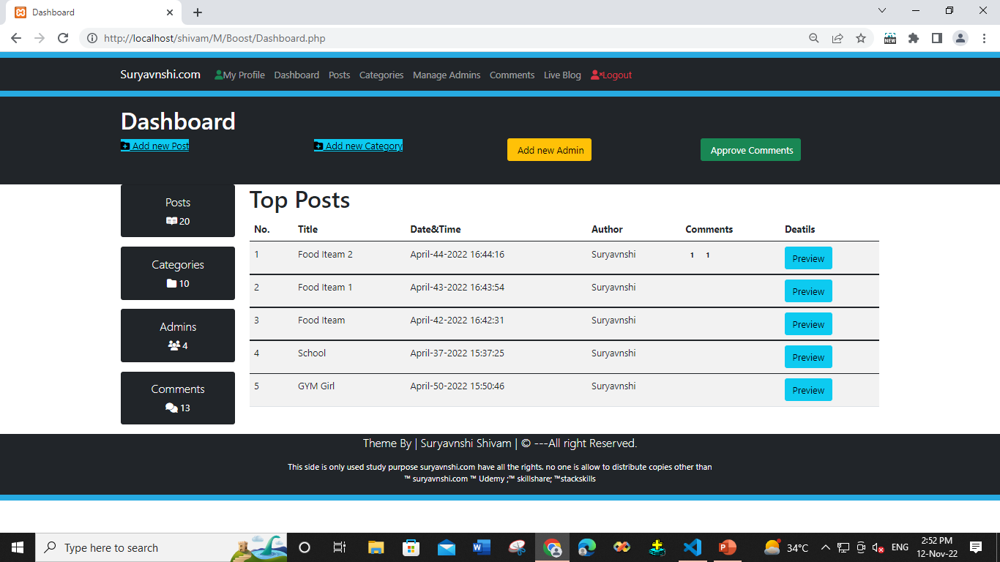 Dashboard
http://localhost/shivam/M/Boost/Dashboard.php
NEW
Suryavnshi.com My Profile Dashboard Posts Categories Manage Admins Comments Live Blog Logout
Dashboard
Add new Post Add new Category Add new Admin Approve Comments
Posts
20
Categories
10
Admins
4
Comments
13
Top Posts
No. Title Date&Time Author Comments Deatils
1 Food Iteam 2 April-44-2022 16:44:16 Suryavnshi 1 1 Preview
2 Food Iteam 1 April-43-2022 16:43:54 Suryavnshi Preview
3 Food Iteam April-42-2022 16:42:31 Suryavnshi Preview
4 School April-37-2022 15:37:25 Suryavnshi Preview
5 GYM Girl April-50-2022 15:50:46 Suryavnshi Preview
Theme By | Suryavnshi Shivam | © ---All right Reserved.
This side is only used study purpose suryavnshi.com have all the rights. no one is allow to distribute copies other than
™ suryavnshi.com ™ Udemy ;™ skillshare; ™stackskills
Type here to search
34°C ENG 2:52 PM
12-Nov-22